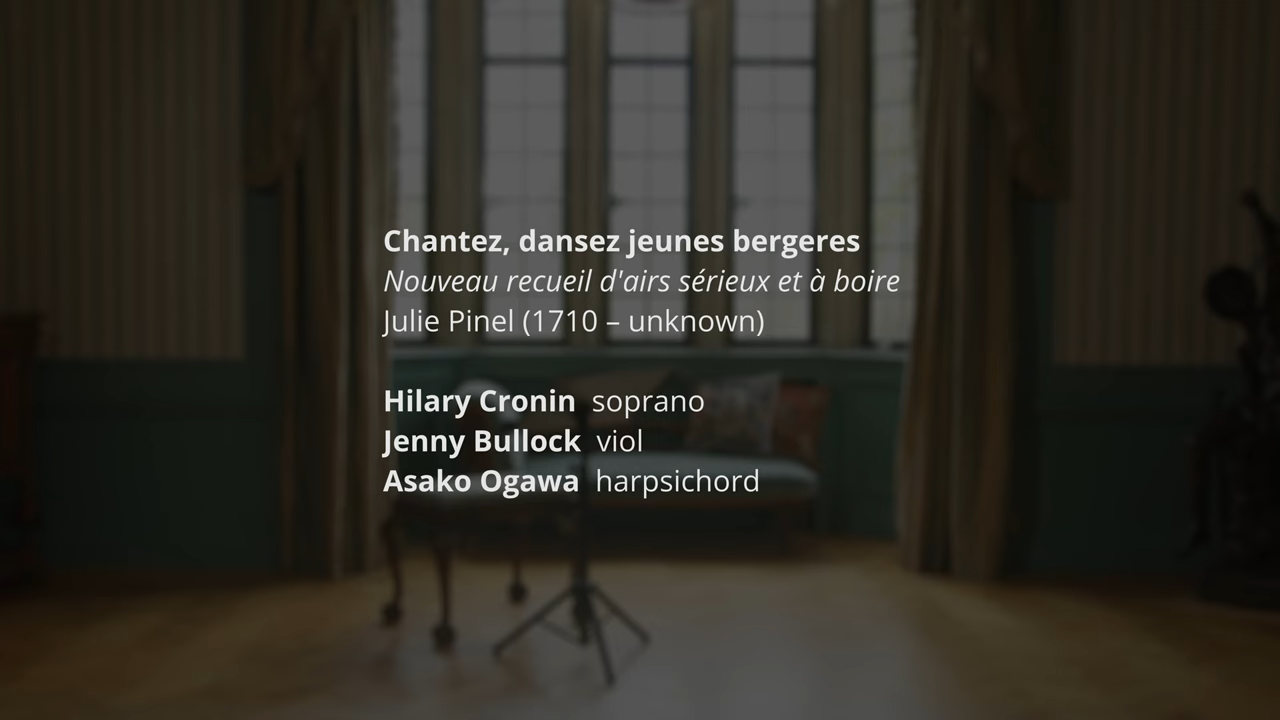 Chantez, dansez jeunes bergeres
Nouveau recueil d'airs sérieux et à boire
Julie Pinel (1710 – unknown)
Hilary Cronin soprano
Jenny Bullock viol
Asako Ogawa harpsichord